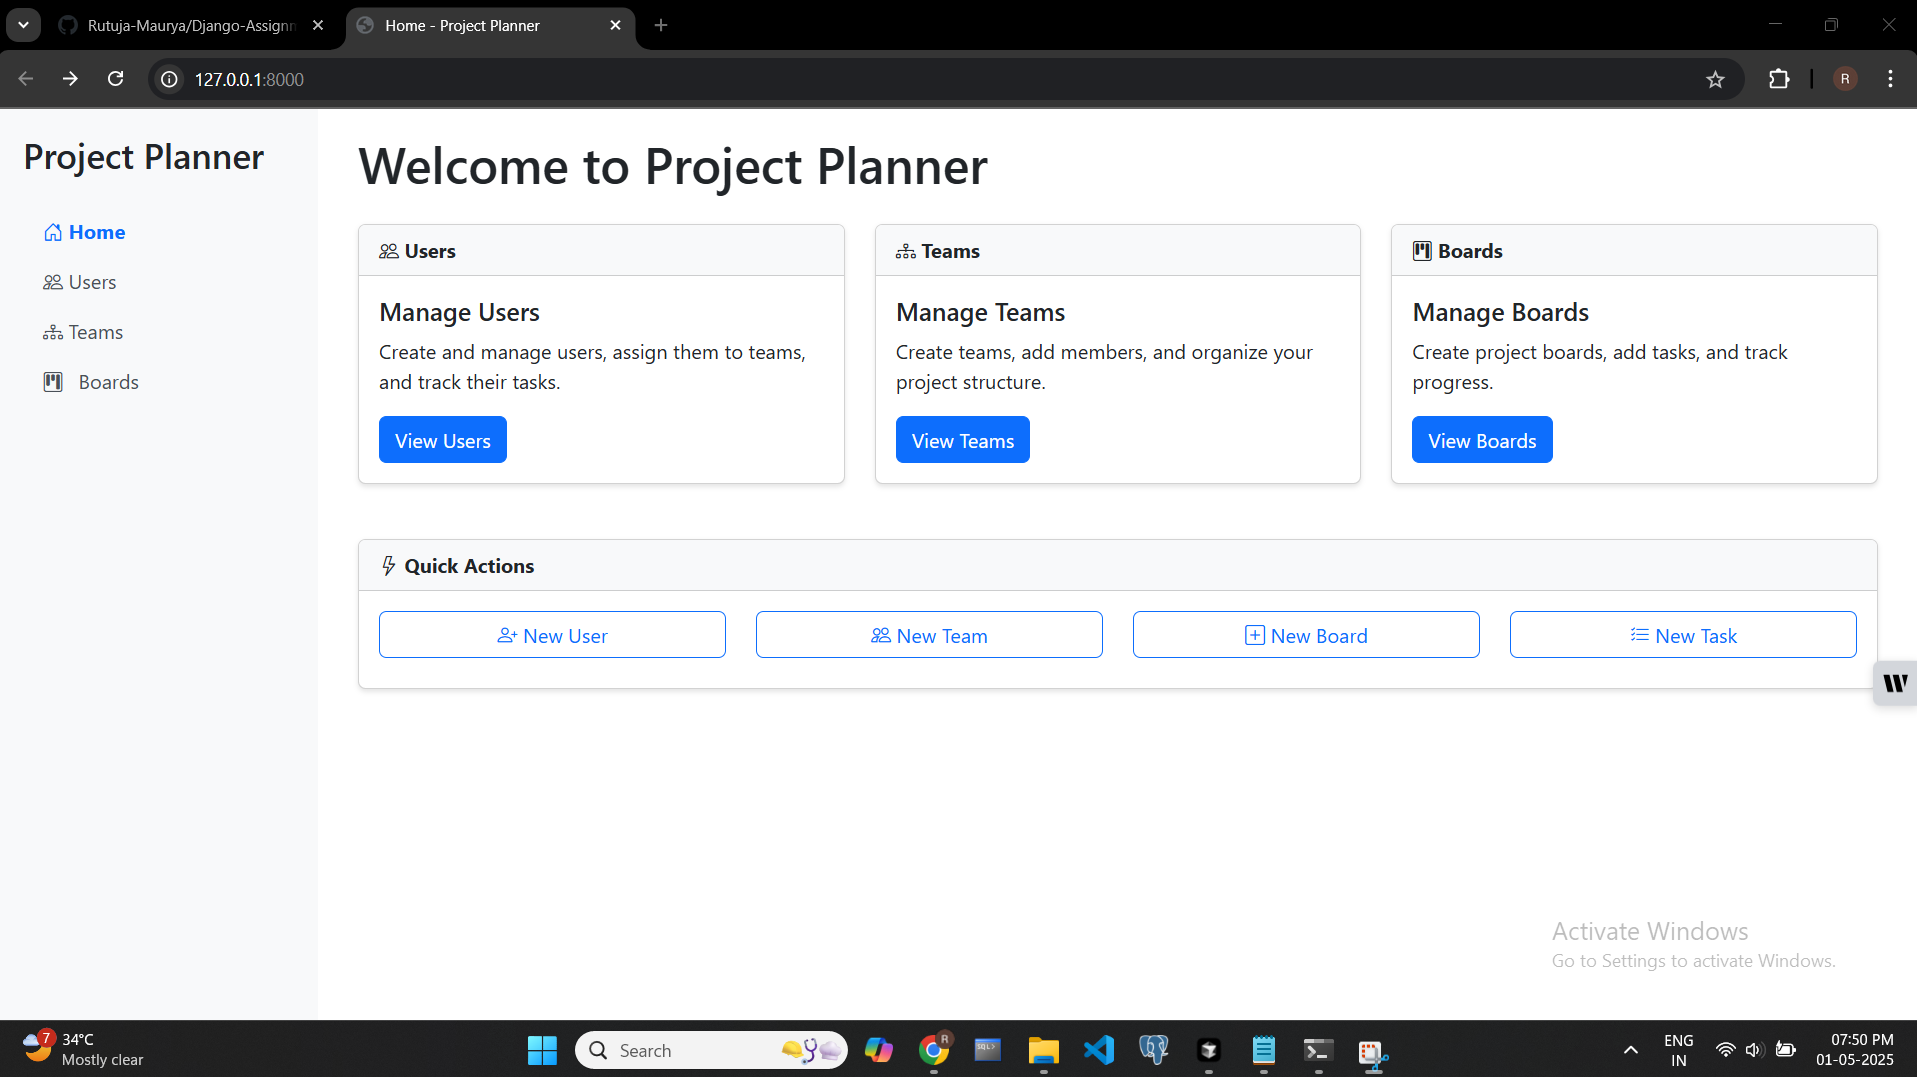 Rutuja-Maurya/Django-Assignm
Home - Project Planner
127.0.0.1:8000
R
Project Planner
Home
Users
Teams
Boards
Welcome to Project Planner
Users
Manage Users
Create and manage users, assign them to teams,
and track their tasks.
View Users
Teams
Manage Teams
Create teams, add members, and organize your
project structure.
View Teams
Boards
Manage Boards
Create project boards, add tasks, and track
progress.
View Boards
Quick Actions
New User
New Team
New Board
New Task
W
Activate Windows
Go to Settings to activate Windows.
7
34°C
Mostly clear
Search
R
SQL>
ENG
IN
07:50 PM
01-05-2025